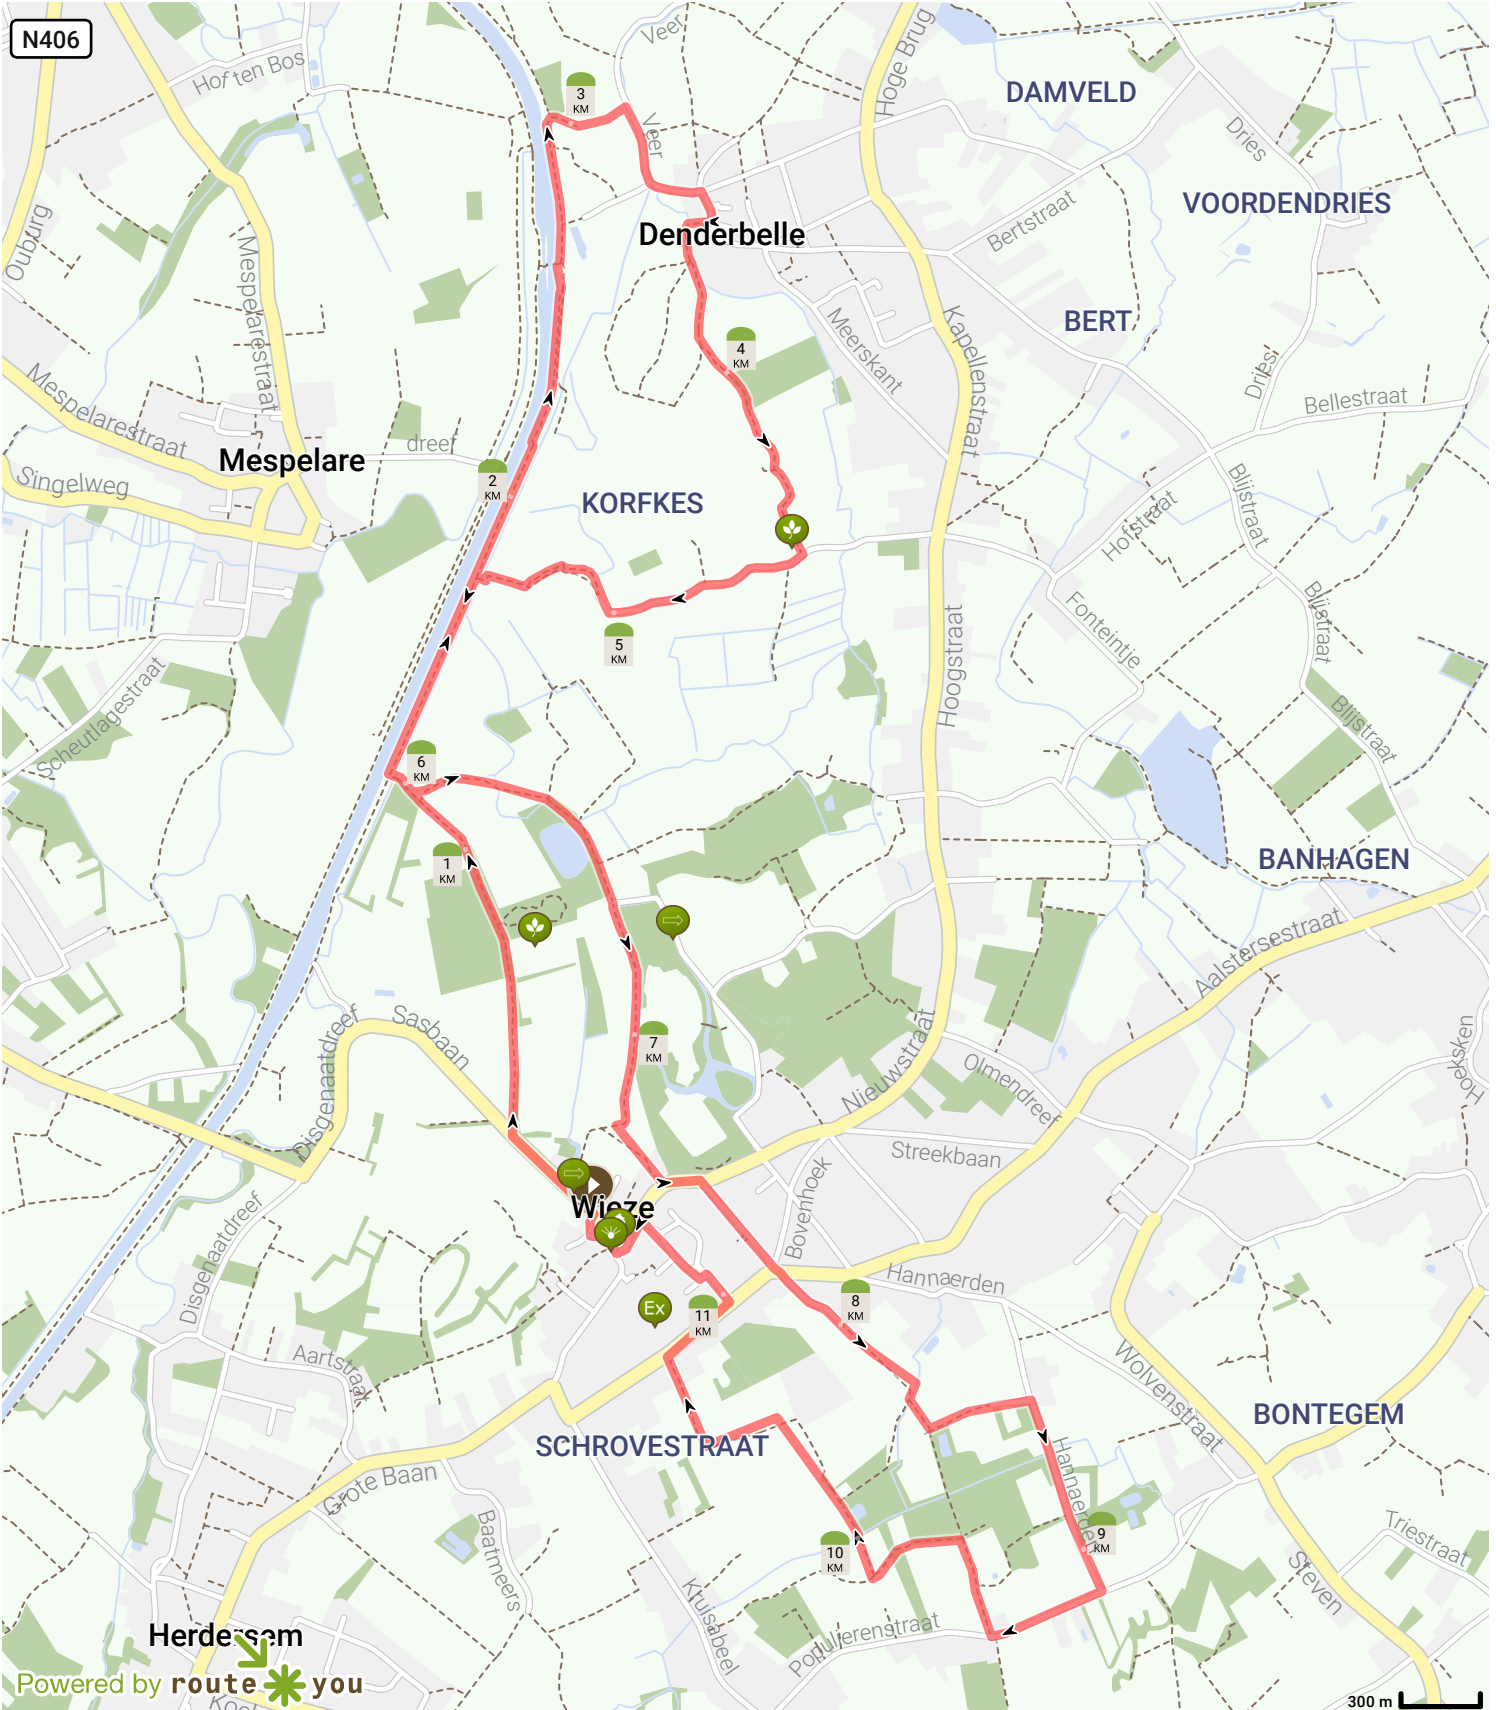 N406
Hof ten Bos
Veer
Hoge Brug
DAMVELD
3
KM
Veer
Dries
VOORDENDRIES
Ouburg
Mespelarestraat
Denderbelle
Bertstraat
BERT
4
KM
Meerskant
Kapellenstraat
Dries
Bellestraat
Mespelarestraat
dreef
Mespelare
Singelweg
2
KM
KORFKES
Blijstraat
Hofstraat
Fonteintje
Blijstraat
5
KM
Hoogstraat
Scheutlagestraat
Blijstraat
6
KM
1
KM
BANHAGEN
Aalstersestraat
Sasbaan
Disgenaatdreef
7
KM
Nieuwstraat
Olmendreef
Hoeksken
Streekbaan
Bovenhoek
Wieze
Disgenaatdreef
Hannaerden
Ex
11
KM
8
KM
Aartstraat
Wolvenstraat
BONTEGEM
SCHROVESTRAAT
Hannaerden
Grote Baan
Baatmeers
9
KM
10
KM
Triestraat
Steven
Kruisabeel
Populierenstraat
Herdersem
Powered by route you
300 m